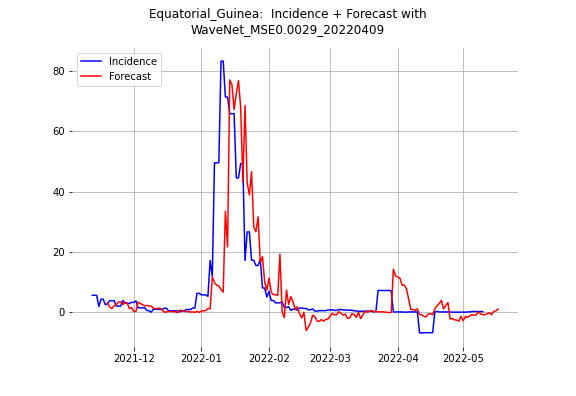 Equatorial_Guinea:  Incidence + Forecast with
WaveNet_MSE0.0029_20220409
Incidence
Forecast
80
60
40
20
0
2021-12
2022-01
2022-02
2022-03
2022-04
2022-05